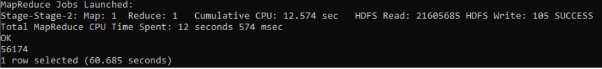 MapReduce Jobs Launched:
Stage-Stage-2: Map: 1  Reduce: 1   Cumulative CPU: 12.574 sec   HDFS Read: 21605685 HDFS Write: 105 SUCCESS
Total MapReduce CPU Time Spent: 12 seconds 574 msec
OK
56174
1 row selected (60.685 seconds)